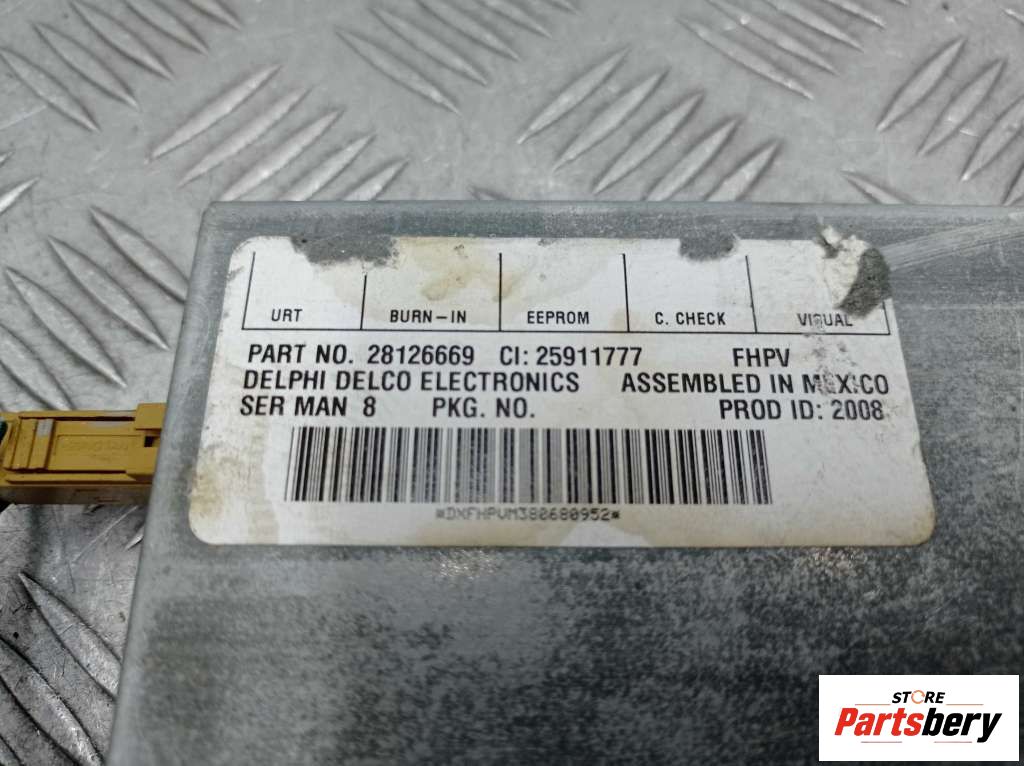 URT BURN-IN EEPROM C. CHECK VISUAL
PART NO. 28126669 CI: 25911777 FHPV
DELPHI DELCO ELECTRONICS ASSEMBLED IN MEXICO
SER MAN 8 PKG. NO. PROD ID: 2008
*DXFHPVM380680952*
STORE
Partsbery